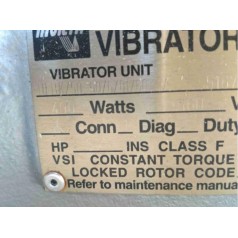 VIBRATOR
VIBRATOR UNIT
Watts
Conn Diag Duty
HP INS CLASS F
VSI CONSTANT TORQUE
LOCKED ROTOR CODE
Refer to maintenance manua